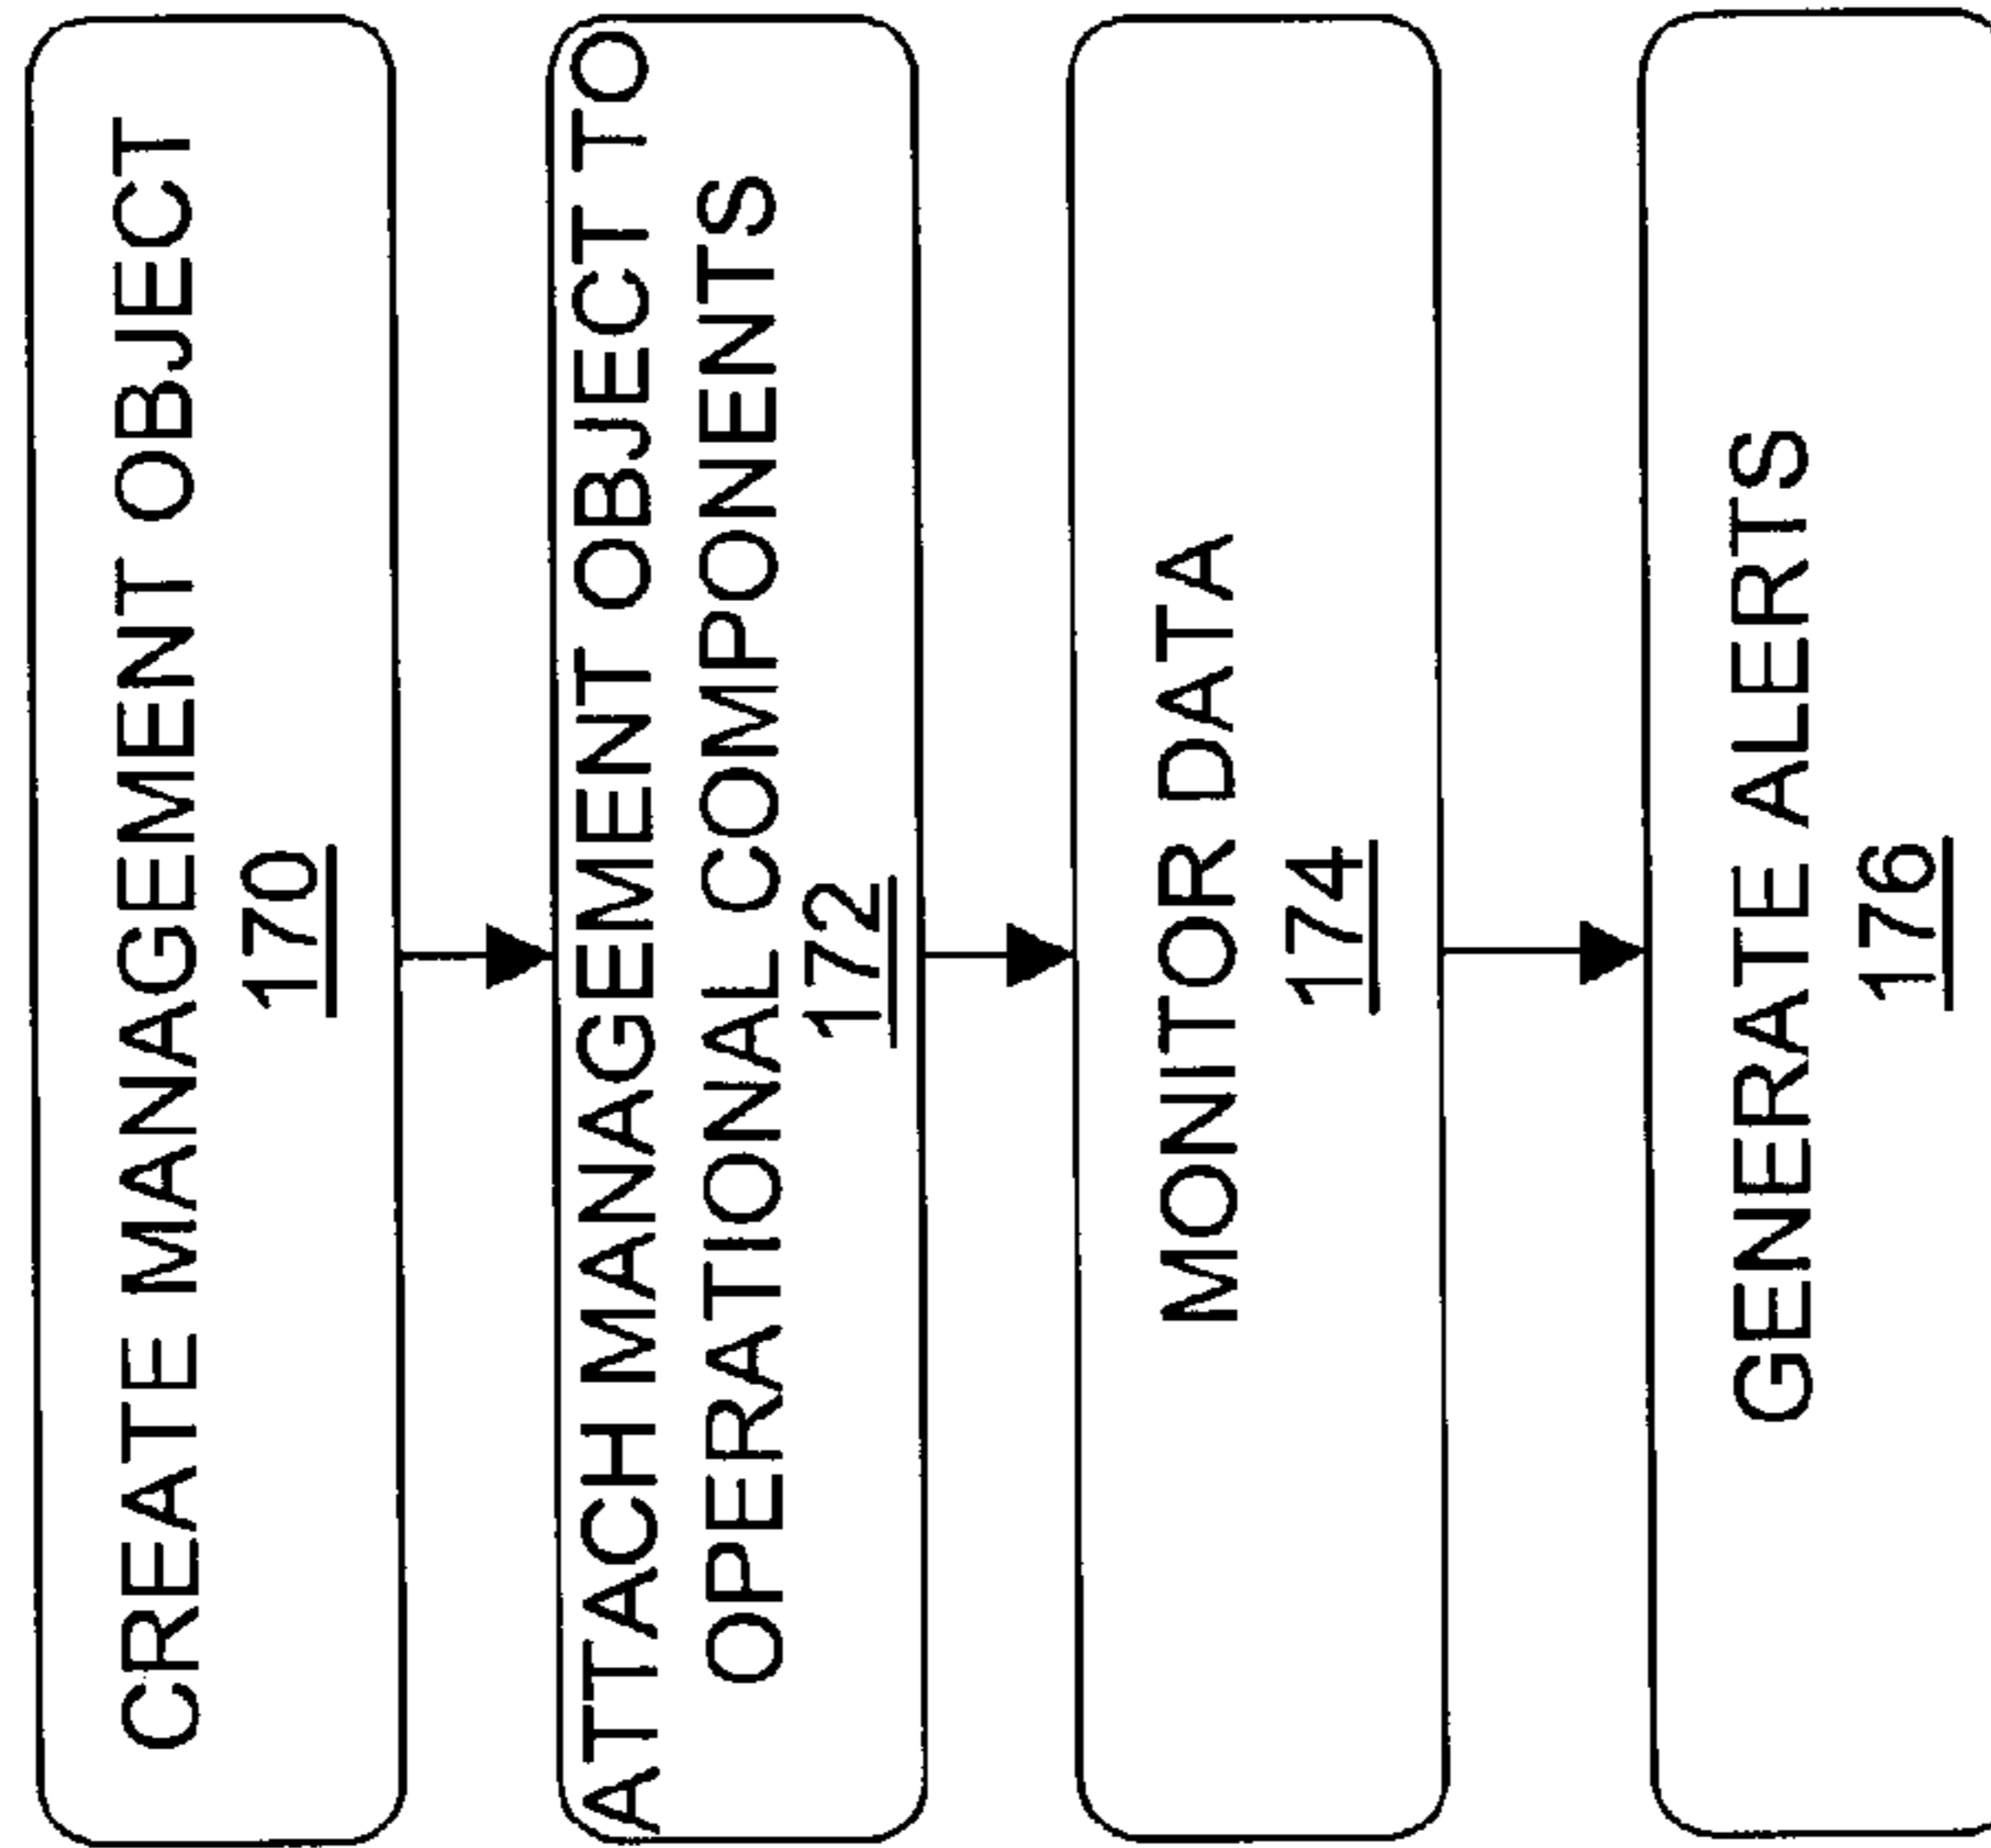 CREATE MANAGEMENT OBJECT
170
ATTACH MANAGEMENT OBJECT TO
OPERATIONAL COMPONENTS
172
MONITOR DATA
174
GENERATE ALERTS
176